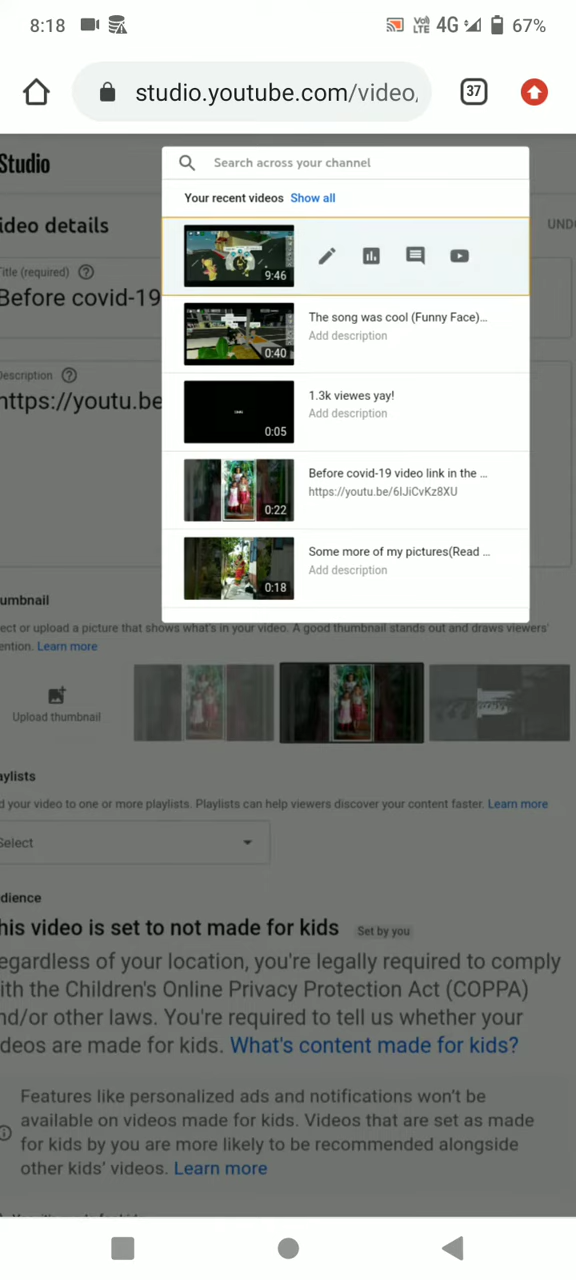 8:18
Vo)
LTE
4G
67%
studio.youtube.com/video,
37
Studio
Search across your channel
Your recent videos Show all
ideo details
UNDO
Title (required)
Before covid-19
9:46
The song was cool (Funny Face)...
Add description
0:40
Description
https://youtu.be
1.3k viewes yay!
Add description
0:05
Before covid-19 video link in the ...
https://youtu.be/6IJiCvKz8XU
0:22
Some more of my pictures(Read ...
Add description
0:18
umbnail
ect or upload a picture that shows what's in your video. A good thumbnail stands out and draws viewers'
ention. Learn more
Upload thumbnail
aylists
d your video to one or more playlists. Playlists can help viewers discover your content faster. Learn more
Select
dience
his video is set to not made for kids Set by you
egardless of your location, you're legally required to comply
ith the Children's Online Privacy Protection Act (COPPA)
nd/or other laws. You're required to tell us whether your
deos are made for kids. What's content made for kids?
Features like personalized ads and notifications won't be
available on videos made for kids. Videos that are set as made
for kids by you are more likely to be recommended alongside
other kids' videos. Learn more